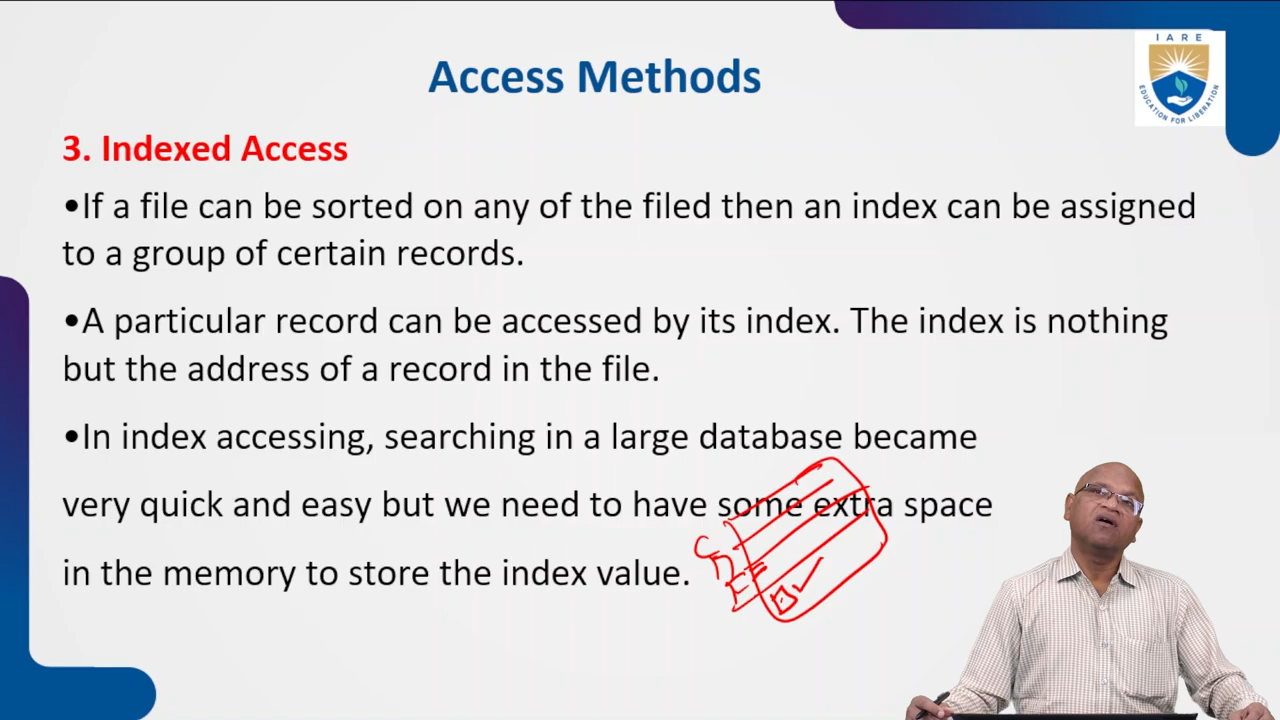 IARE
EDUCATION FOR LIBERATION
Access Methods
3. Indexed Access
•If a file can be sorted on any of the filed then an index can be assigned
to a group of certain records.
•A particular record can be accessed by its index. The index is nothing
but the address of a record in the file.
•In index accessing, searching in a large database became
very quick and easy but we need to have some extra space
in the memory to store the index value.